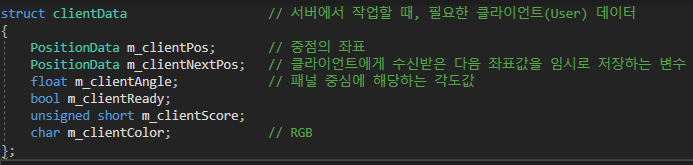 struct clientData // 서버에서 작업할 때, 필요한 클라이언트(User) 데이터
{
PositionData m_clientPos; // 중점의 좌표
PositionData m_clientNextPos; // 클라이언트에게 수신받은 다음 좌표값을 임시로 저장하는 변수
float m_clientAngle; // 패널 중심에 해당하는 각도값
bool m_clientReady;
unsigned short m_clientScore;
char m_clientColor; // RGB
};